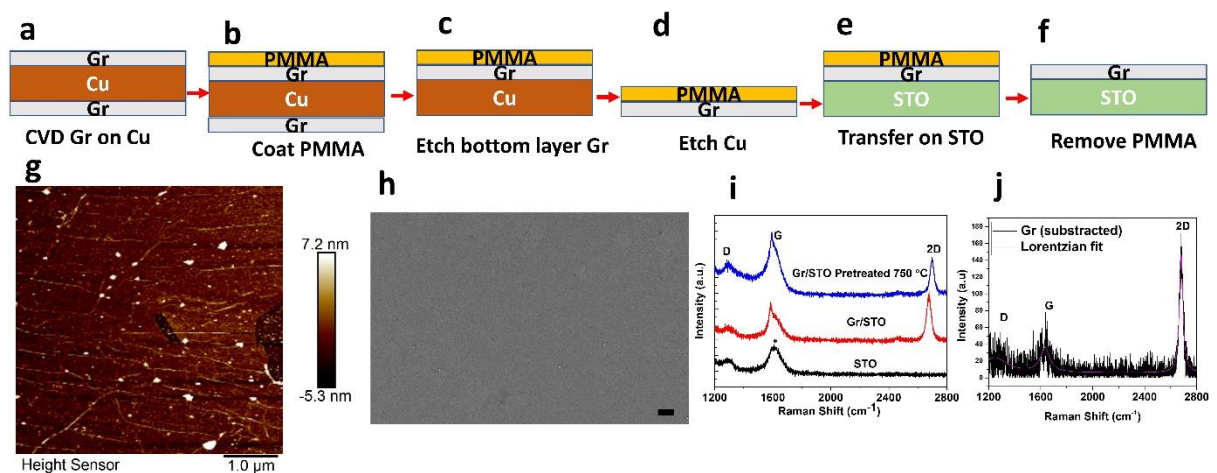 a
Gr
Cu
Gr
CVD Gr on Cu
b
PMMA
Gr
Cu
Gr
Coat PMMA
c
PMMA
Gr
Cu
Etch bottom layer Gr
d
PMMA
Gr
Etch Cu
e
PMMA
Gr
STO
Transfer on STO
f
Gr
STO
Remove PMMA
g
7.2 nm
-5.3 nm
Height Sensor
1.0 µm
h
i
D
G
2D
Gr/STO Pretreated 750 °C
Gr/STO
*
STO
Intensity (a.u)
1200 1600 2000 2400 2800
Raman Shift (cm-1)
j
Gr (substracted)
Lorentzian fit
2D
D
G
Intensity (a.u)
180
160
140
120
100
80
60
40
20
0
1200 1600 2000 2400 2800
Raman Shift (cm-1)